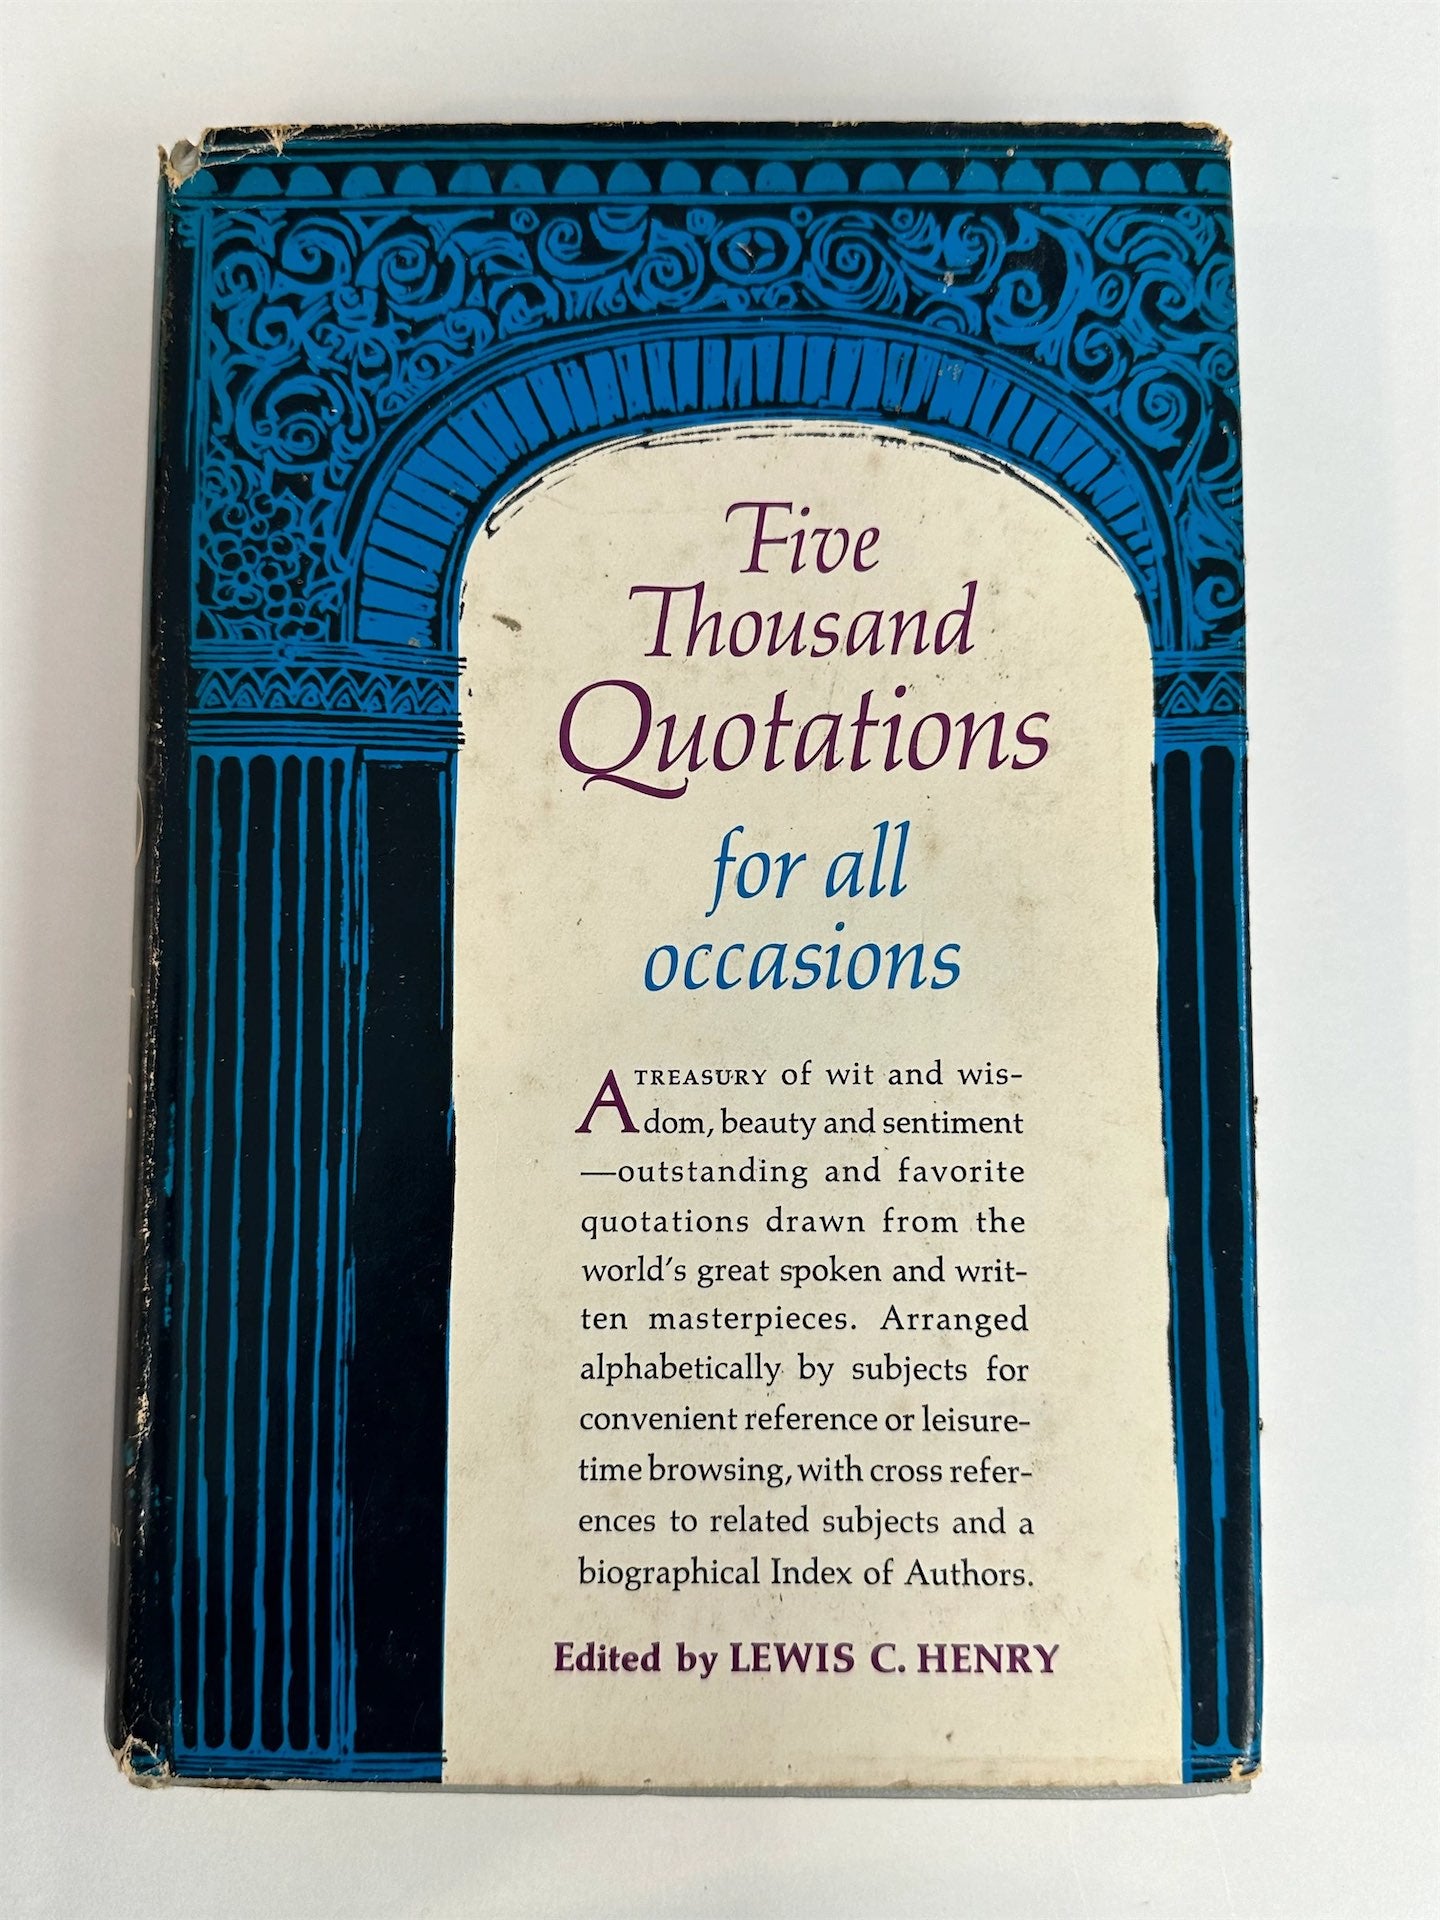 Five
Thousand
Quotations
for all
occasions
A TREASURY of wit and wis-
dom, beauty and sentiment
—outstanding and favorite
quotations drawn from the
world's great spoken and writ-
ten masterpieces. Arranged
alphabetically by subjects for
convenient reference or leisure-
time browsing, with cross refer-
ences to related subjects and a
biographical Index of Authors.
Edited by LEWIS C. HENRY